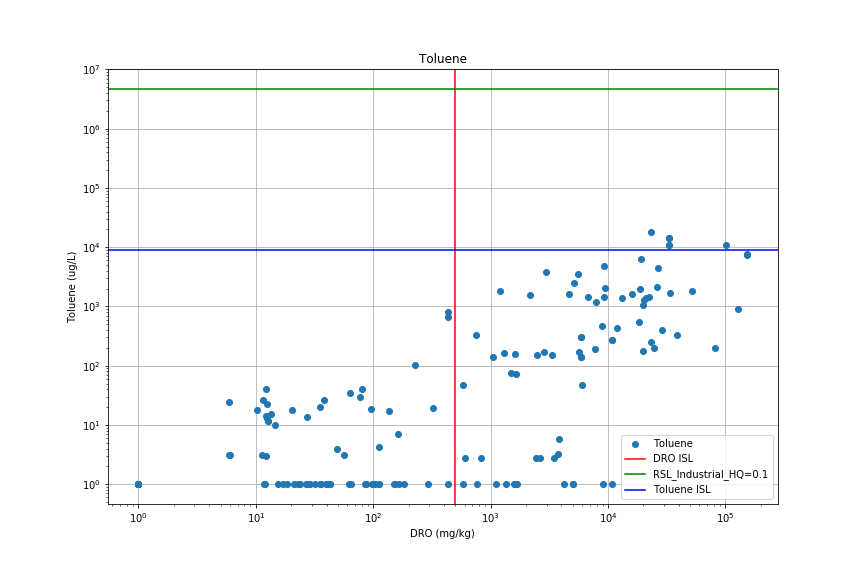 Toluene
10^7
10^6
10^5
10^4
10^3
10^2
10^1
10^0
Toluene (ug/L)
Toluene
DRO ISL
RSL_Industrial_HQ=0.1
Toluene ISL
10^0 10^1 10^2 10^3 10^4 10^5
DRO (mg/kg)